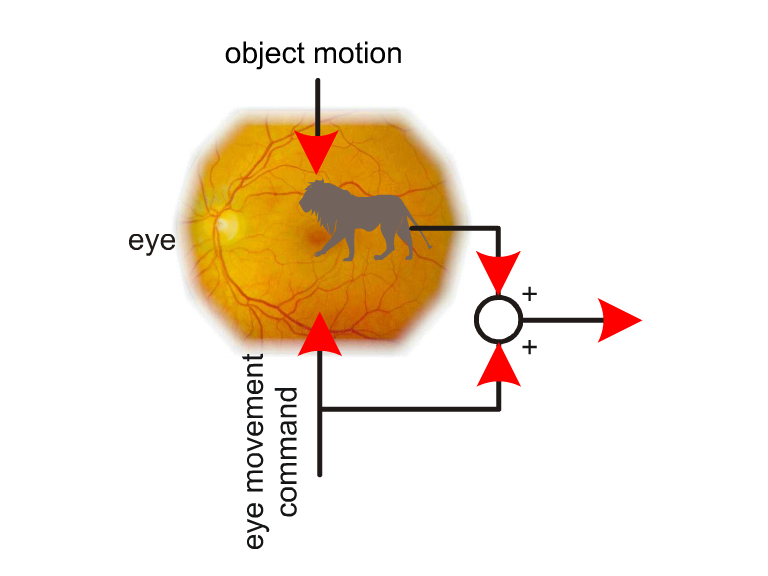 object motion
eye
+
+
eye movement
command